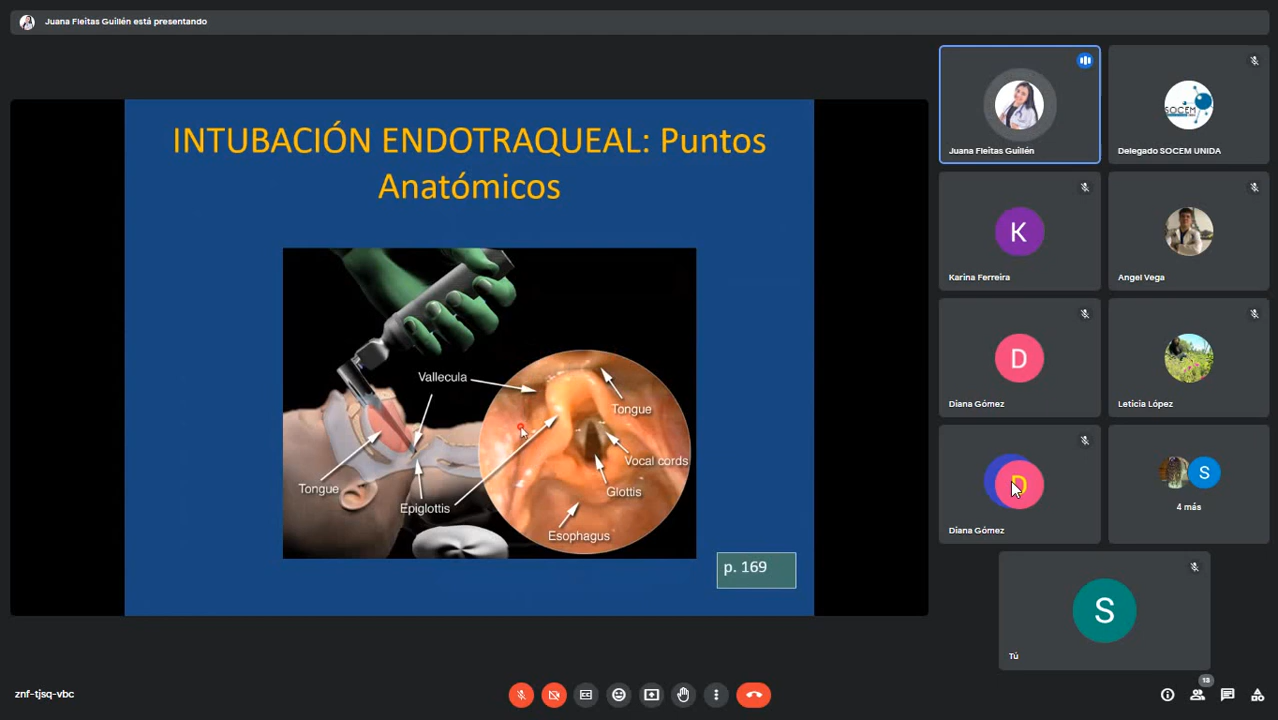 Juana Fleitas Guillén está presentando
INTUBACIÓN ENDOTRAQUEAL: Puntos
Anatómicos
Vallecula
Tongue
Vocal cords
Tongue
Glottis
Epiglottis
Esophagus
p. 169
Juana Fleitas Guillén
SOCEM
Delegado SOCEM UNIDA
K
Karina Ferreira
Angel Vega
D
Diana Gómez
Leticia López
D
Diana Gómez
S
4 más
S
Tú
znf-tjsq-vbc
13